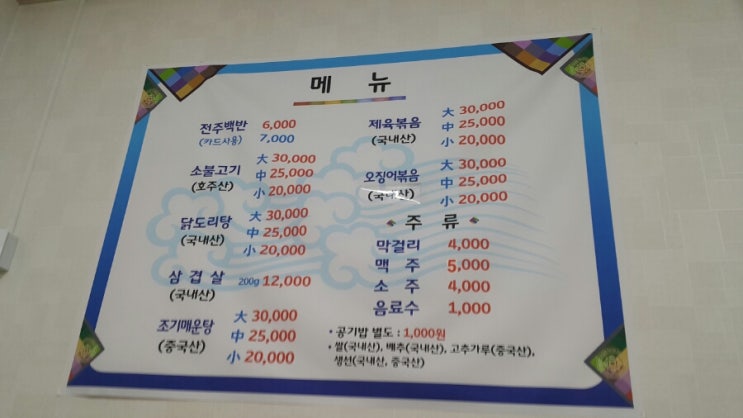 메 뉴
전주백반 6,000
(카드사용) 7,000
소불고기 大 30,000
(호주산) 中 25,000
小 20,000
닭도리탕 大 30,000
(국내산) 中 25,000
小 20,000
삼겹살 200g 12,000
(국내산)
조기매운탕 大 30,000
(중국산) 中 25,000
小 20,000
제육볶음 大 30,000
(국내산) 中 25,000
小 20,000
오징어볶음 大 30,000
(국내산) 中 25,000
小 20,000
주 류
막걸리 4,000
맥 주 5,000
소 주 4,000
음료수 1,000
* 공기밥 별도 : 1,000원
* 쌀(국내산), 배추(국내산), 고추가루(중국산),
생선(국내산, 중국산)